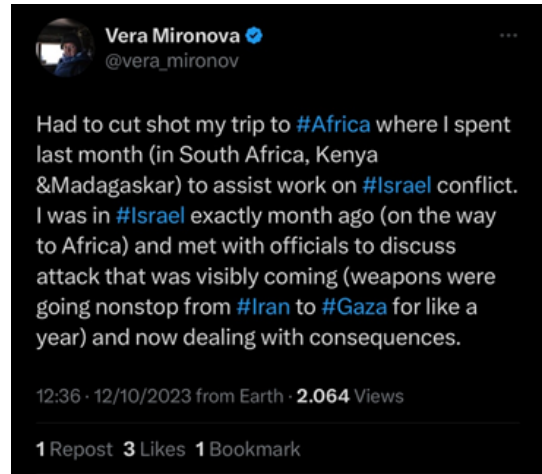 Vera Mironova
@vera_mironov
Had to cut shot my trip to #Africa where I spent
last month (in South Africa, Kenya
&Madagaskar) to assist work on #Israel conflict.
I was in #Israel exactly month ago (on the way
to Africa) and met with officials to discuss
attack that was visibly coming (weapons were
going nonstop from #Iran to #Gaza for like a
year) and now dealing with consequences.
12:36 · 12/10/2023 from Earth · 2.064 Views
1 Repost 3 Likes 1 Bookmark